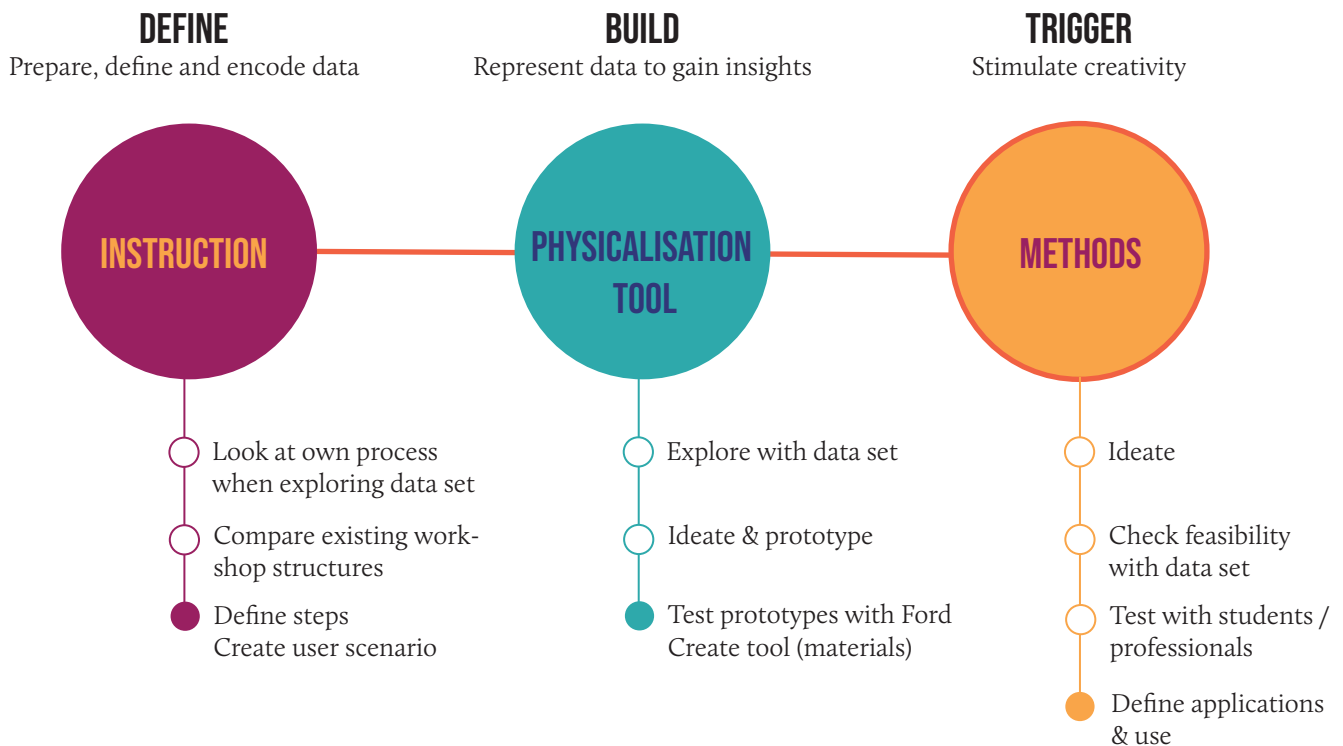 DEFINE
Prepare, define and encode data
INSTRUCTION
Look at own process
when exploring data set
Compare existing work-
shop structures
Define steps
Create user scenario
BUILD
Represent data to gain insights
PHYSICALISATION
TOOL
Explore with data set
Ideate & prototype
Test prototypes with Ford
Create tool (materials)
TRIGGER
Stimulate creativity
METHODS
Ideate
Check feasibility
with data set
Test with students /
professionals
Define applications
& use